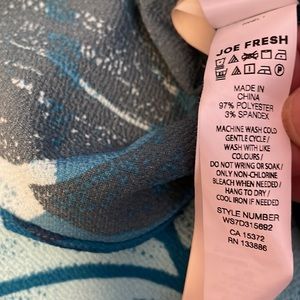 JOE FRESH
MADE IN
CHINA
97% POLYESTER
3% SPANDEX
MACHINE WASH COLD
GENTLE CYCLE /
WASH WITH LIKE
COLOURS /
DO NOT WRING OR SOAK /
ONLY NON-CHLORINE
BLEACH WHEN NEEDED /
HANG TO DRY /
COOL IRON IF NEEDED
STYLE NUMBER
WS7D315692
CA 15372
RN 133886